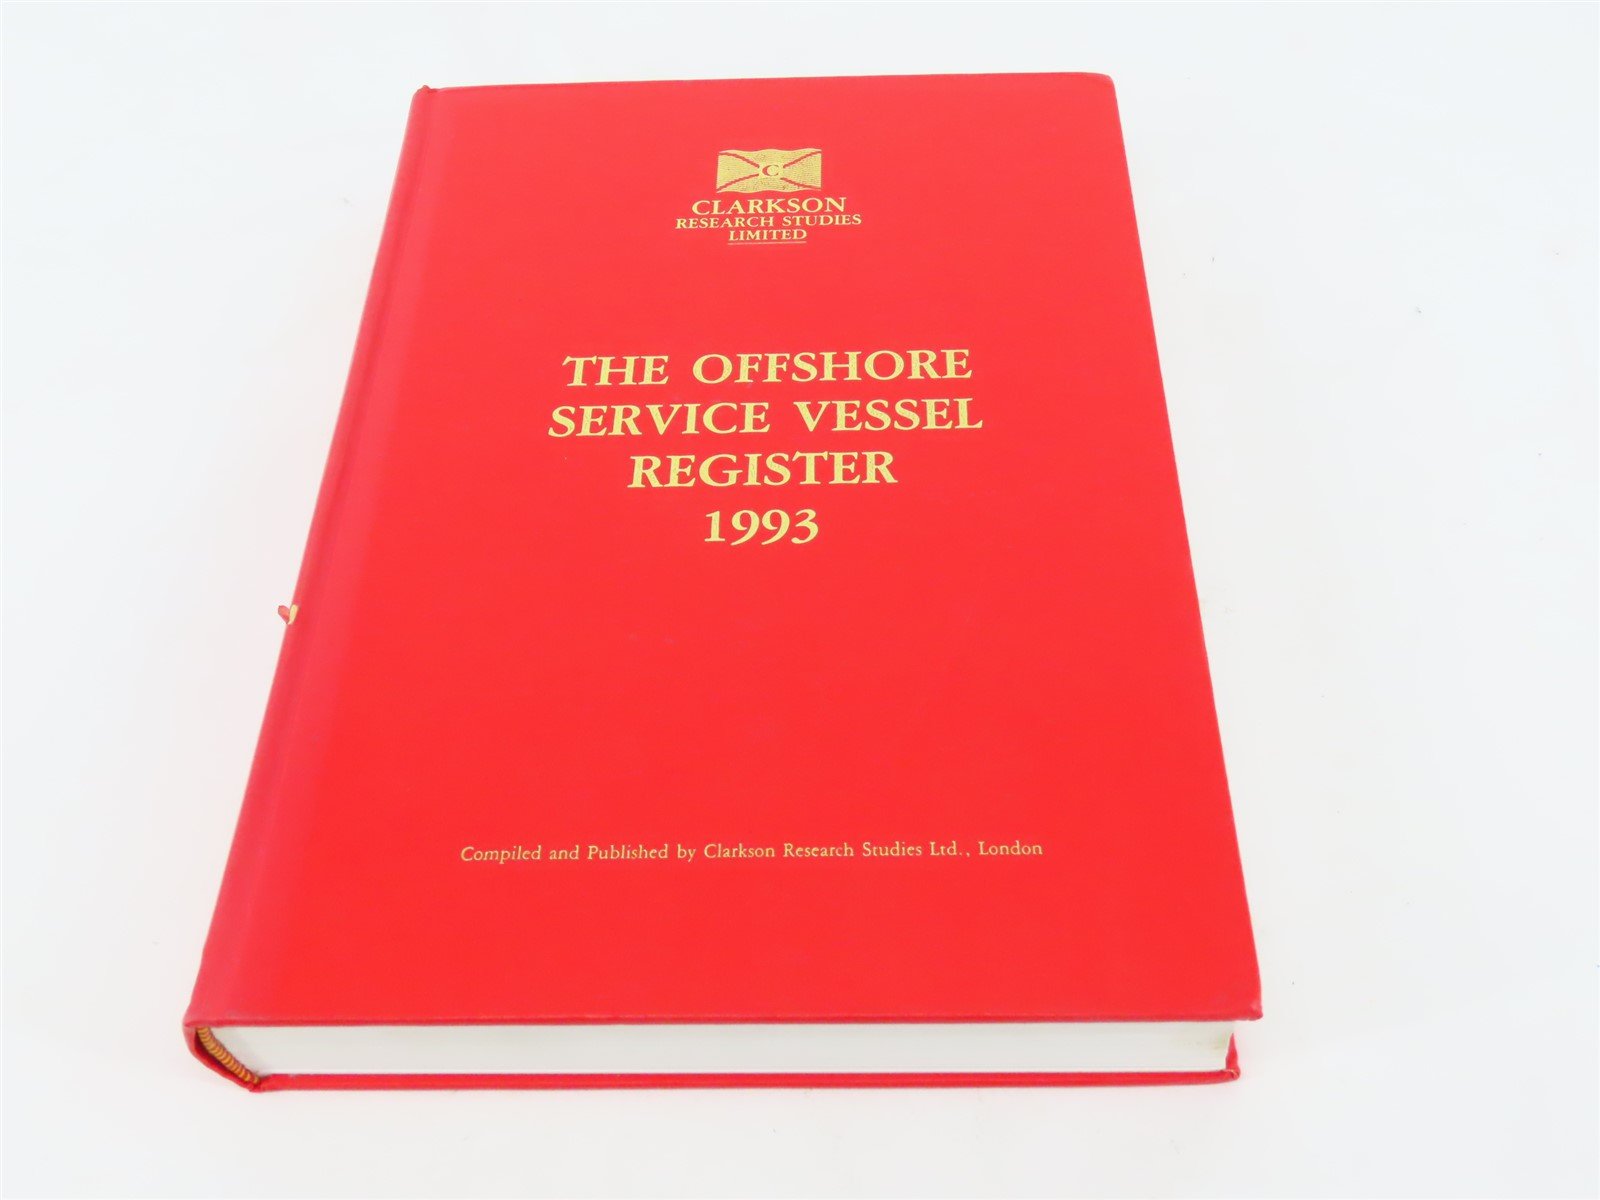 C
CLARKSON
RESEARCH STUDIES
LIMITED
THE OFFSHORE
SERVICE VESSEL
REGISTER
1993
Compiled and Published by Clarkson Research Studies Ltd., London